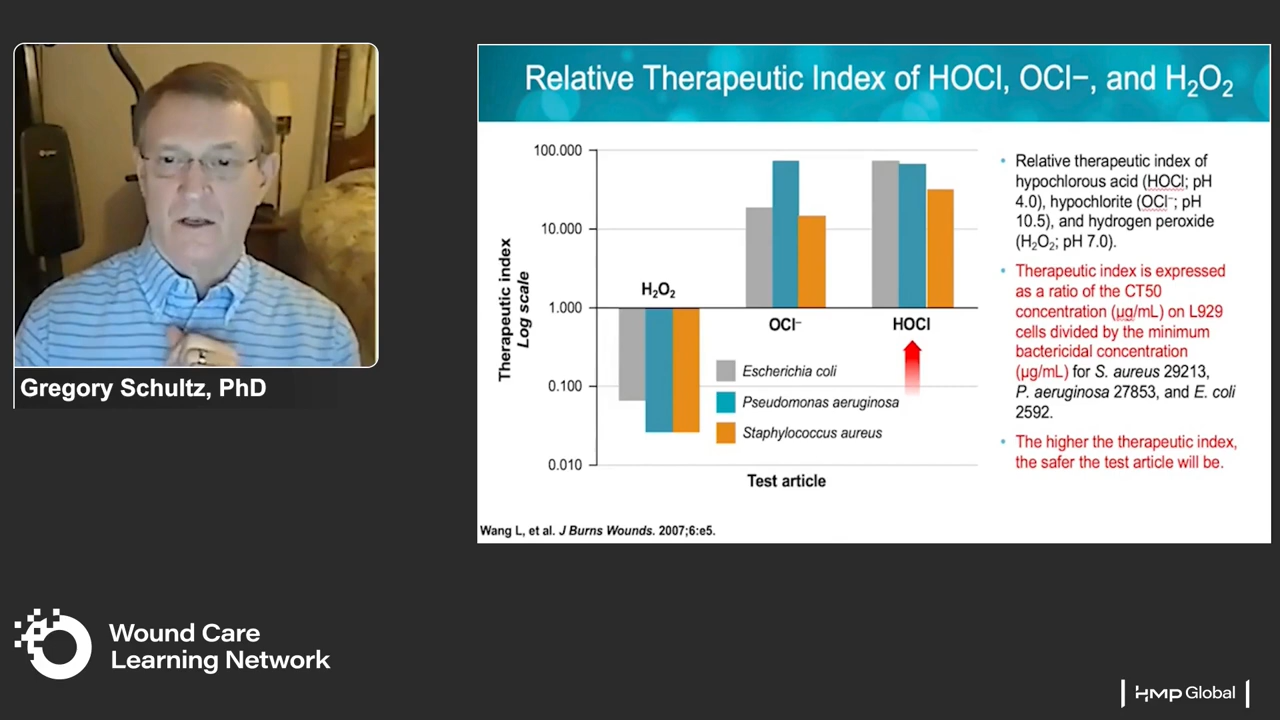 Gregory Schultz, PhD
Relative Therapeutic Index of HOCl, OCl−, and H₂O₂
100.000
10.000
1.000
0.100
0.010
Therapeutic index
Log scale
H₂O₂
OCl⁻
HOCl
Escherichia coli
Pseudomonas aeruginosa
Staphylococcus aureus
Test article
• Relative therapeutic index of
hypochlorous acid (HOCl; pH
4.0), hypochlorite (OCl⁻; pH
10.5), and hydrogen peroxide
(H₂O₂; pH 7.0).
• Therapeutic index is expressed
as a ratio of the CT50
concentration (µg/mL) on L929
cells divided by the minimum
bactericidal concentration
(µg/mL) for S. aureus 29213,
P. aeruginosa 27853, and E. coli
2592.
• The higher the therapeutic index,
the safer the test article will be.
Wang L, et al. J Burns Wounds. 2007;6:e5.
Wound Care
Learning Network
HMP Global